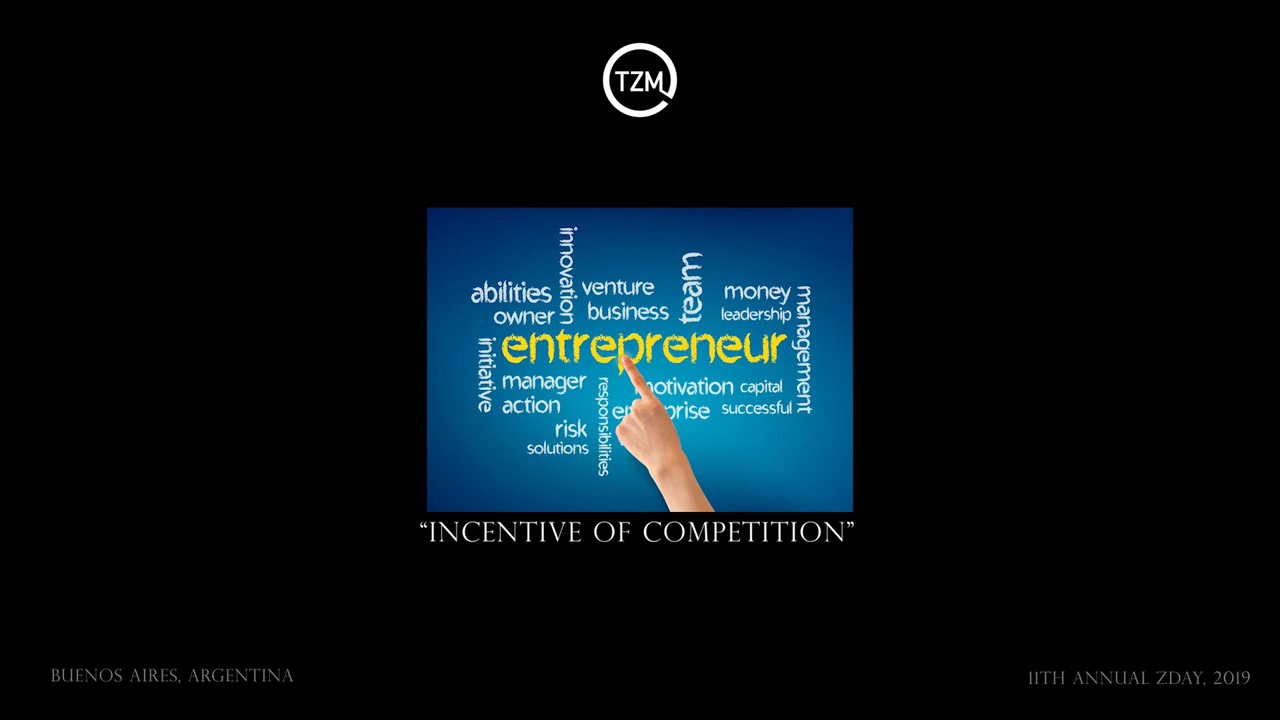 TZM
innovation
abilities
venture
team
money
owner
business
leadership
management
initiative
entrepreneur
manager
responsibilities
motivation
capital
action
enterprise
successful
risk
solutions
“INCENTIVE OF COMPETITION”
BUENOS AIRES, ARGENTINA
11TH ANNUAL ZDAY, 2019